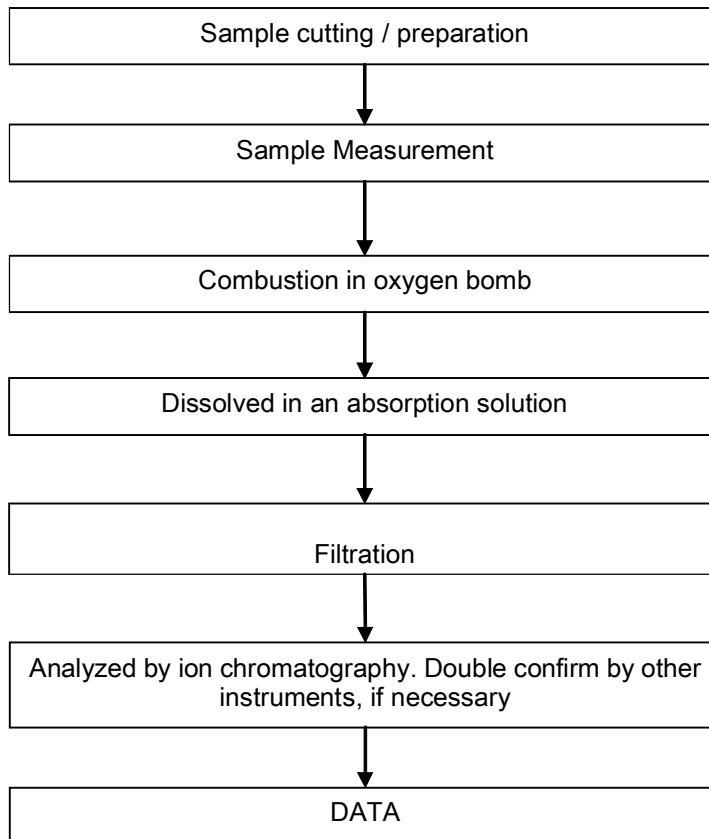 Sample cutting / preparation
Sample Measurement
Combustion in oxygen bomb
Dissolved in an absorption solution
Filtration
Analyzed by ion chromatography. Double confirm by other
instruments, if necessary
DATA